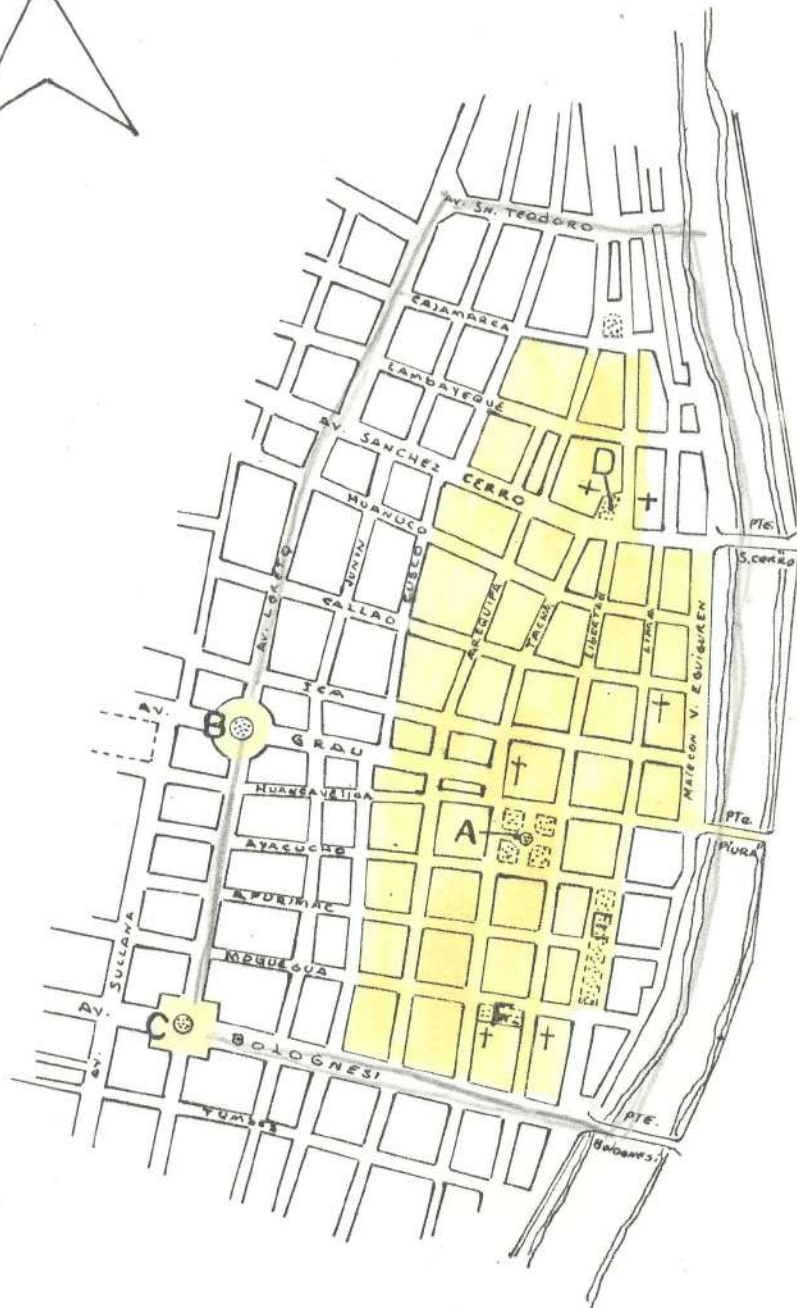 AV. SN. TEODORO
CAJAMARCA
LAMBAYEQUE
AV. SANCHEZ CERRO
D
HUANUCO
PTE.
S. CERRO
JUNIN
CUSCO
CALLAO
AV. LORETO
AREQUIPA
TACNA
LIBERTAD
LIMA
MALECON V. EGUIGUREN
ICA
AV. GRAU
B
HUANCAVELICA
A
PTE.
PIURA
AYACUCHO
APURIMAC
MOQUEGUA
AV. SULLANA
AV. BOLOGNESI
C
TUMBES
PTE.
BOLOGNESI